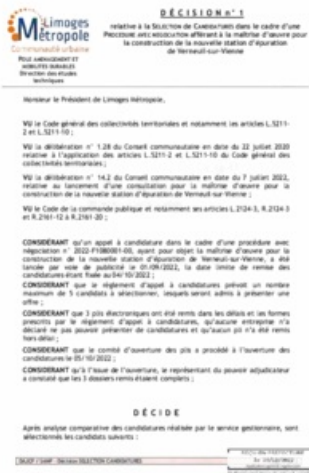 Limoges
Métropole
Communauté urbaine
PÔLE AMÉNAGEMENT ET
MOBILITÉS DURABLES
Direction des études
techniques
DÉCISION n° 1
relative à la SÉLECTION DE CANDIDATURES dans le cadre d'une
PROCÉDURE AVEC NÉGOCIATION afférant à la maîtrise d'œuvre pour
la construction de la nouvelle station d'épuration
de Verneuil-sur-Vienne
Monsieur le Président de Limoges Métropole,
VU le Code général des collectivités territoriales et notamment les articles L.5211-
2 et L.5211-10 ;
VU la délibération n° 1.28 du Conseil communautaire en date du 22 juillet 2020
relative à l'application des articles L.5211-2 et L.5211-10 du Code général des
collectivités territoriales ;
VU la délibération n° 14.2 du Conseil communautaire en date du 7 juillet 2022,
relative au lancement d'une consultation pour la maîtrise d'œuvre pour la
construction de la nouvelle station d'épuration de Verneuil-sur-Vienne ;
VU le Code de la commande publique et notamment ses articles L.2124-3, R.2124-3
et R.2161-12 à R.2161-20 ;
CONSIDERANT qu'un appel à candidature dans le cadre d'une procédure avec
négociation n° 2022-F1080001-00, ayant pour objet la maîtrise d'œuvre pour la
construction de la nouvelle station d'épuration de Verneuil-sur-Vienne, a été
lancée par voie de publicité le 01/09/2022, la date limite de remise des
candidatures étant fixée au 04/10/2022 ;
CONSIDERANT que le règlement d'appel à candidatures prévoit un nombre
maximum de 5 candidats à sélectionner, lesquels seront admis à présenter une
offre ;
CONSIDERANT que 3 plis électroniques ont été remis dans les délais et les formes
prescrits par le règlement d'appel à candidatures, qu'aucune entreprise n'a
déclaré ne pas pouvoir présenter de candidatures et qu'aucun pli n'a été remis
hors délai ;
CONSIDERANT que le comité d'ouverture des plis a procédé à l'ouverture des
candidatures le 05/10/2022 ;
CONSIDERANT qu'à l'issue de l'ouverture, le représentant du pouvoir adjudicateur
a constaté que les 3 dossiers remis étaient complets ;
DÉCIDE
Après analyse comparative des candidatures réalisée par le service gestionnaire, sont
sélectionnés les candidats suivants :